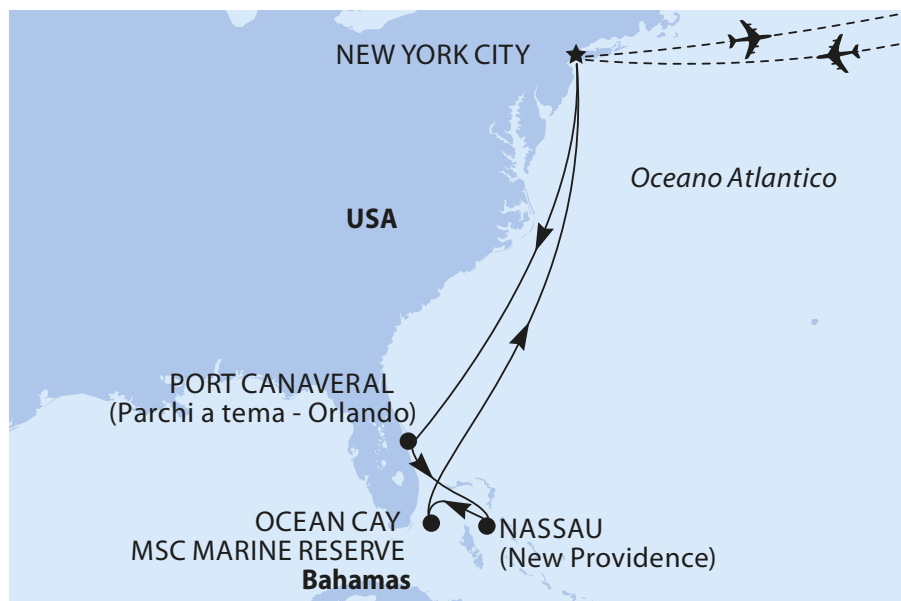 NEW YORK CITY
Oceano Atlantico
USA
PORT CANAVERAL
(Parchi a tema - Orlando)
OCEAN CAY
MSC MARINE RESERVE
Bahamas
NASSAU
(New Providence)